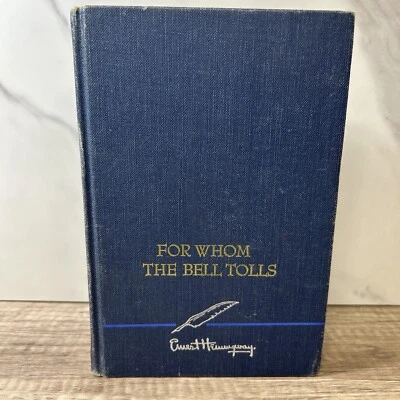 FOR WHOM
THE BELL TOLLS
Ernest Hemingway.